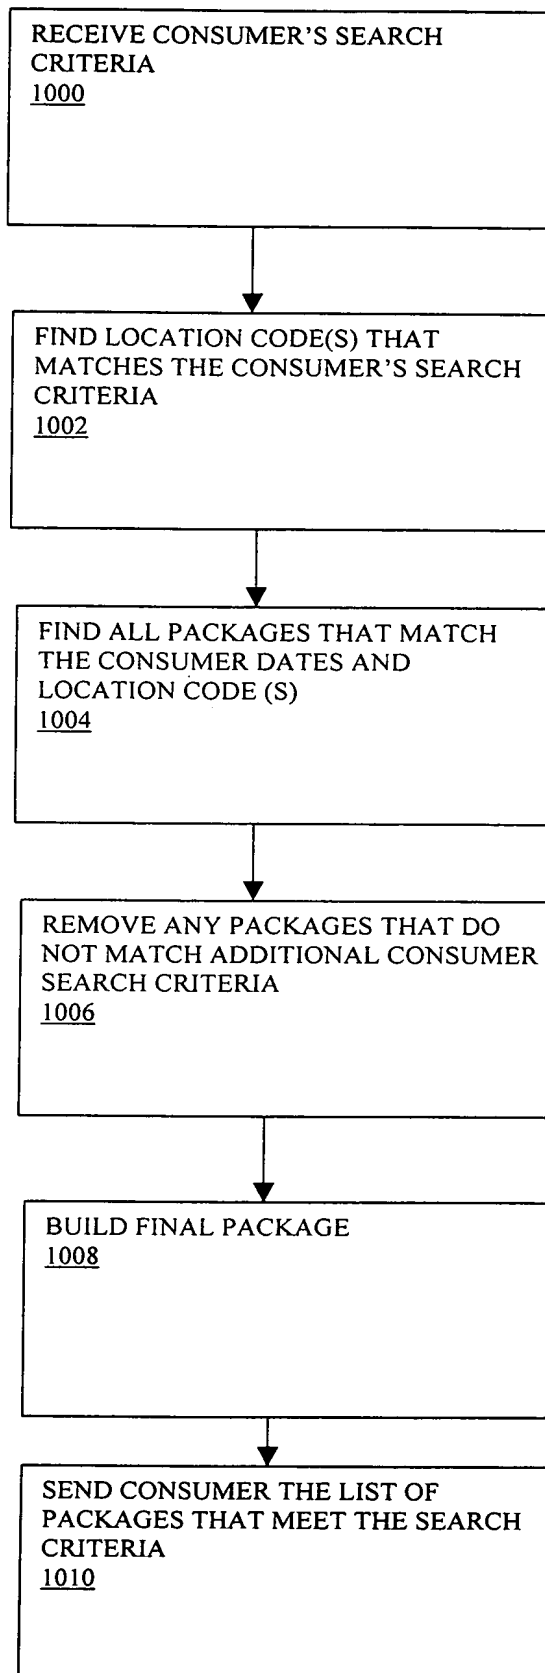 RECEIVE CONSUMER'S SEARCH
CRITERIA
1000
FIND LOCATION CODE(S) THAT
MATCHES THE CONSUMER'S SEARCH
CRITERIA
1002
FIND ALL PACKAGES THAT MATCH
THE CONSUMER DATES AND
LOCATION CODE (S)
1004
REMOVE ANY PACKAGES THAT DO
NOT MATCH ADDITIONAL CONSUMER
SEARCH CRITERIA
1006
BUILD FINAL PACKAGE
1008
SEND CONSUMER THE LIST OF
PACKAGES THAT MEET THE SEARCH
CRITERIA
1010